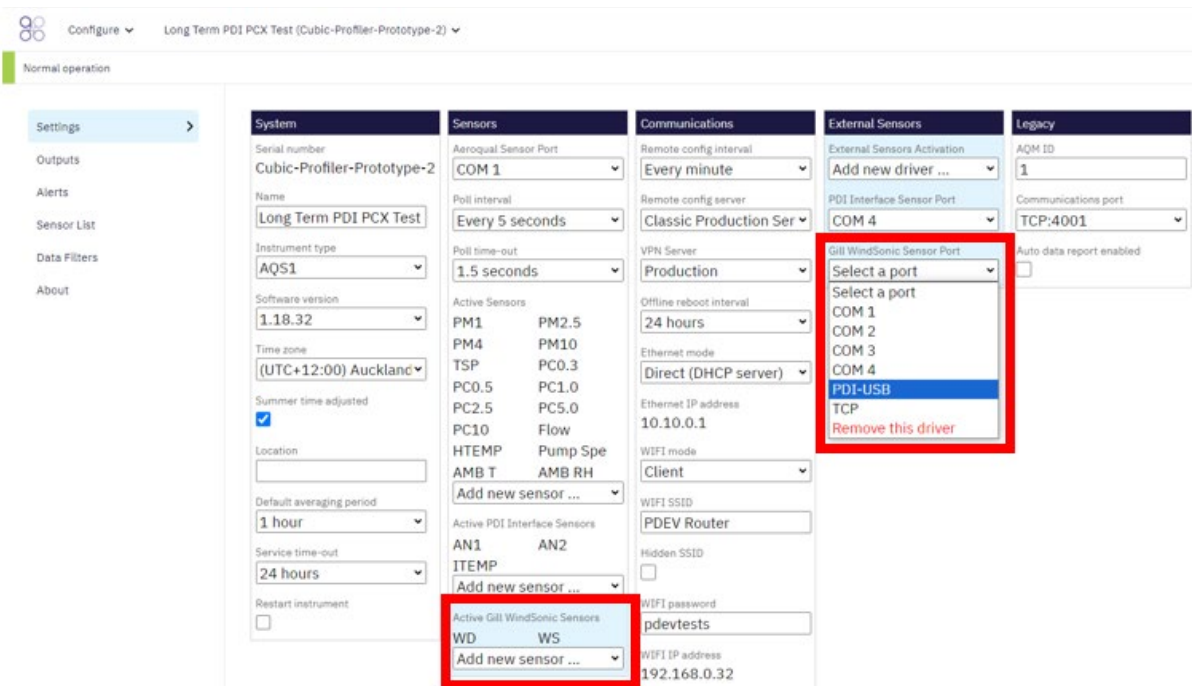 Configure
Long Term PDI PCX Test (Cubic-Profiler-Prototype-2)
Normal operation
Settings
Outputs
Alerts
Sensor List
Data Filters
About
System
Serial number
Cubic-Profiler-Prototype-2
Name
Long Term PDI PCX Test
Instrument type
AQS1
Software version
1.18.32
Time zone
(UTC+12:00) Auckland
Summer time adjusted
Location
Default averaging period
1 hour
Service time-out
24 hours
Restart instrument
Sensors
Aeroqual Sensor Port
COM 1
Poll interval
Every 5 seconds
Poll time-out
1.5 seconds
Active Sensors
PM1 PM2.5
PM4 PM10
TSP PC0.3
PC0.5 PC1.0
PC2.5 PC5.0
PC10 Flow
HTEMP Pump Spe
AMB T AMB RH
Add new sensor ...
Active PDI Interface Sensors
AN1 AN2
ITEMP
Add new sensor ...
Active Gill WindSonic Sensors
WD WS
Add new sensor ...
Communications
Remote config interval
Every minute
Remote config server
Classic Production Ser
VPN Server
Production
Offline reboot interval
24 hours
Ethernet mode
Direct (DHCP server)
Ethernet IP address
10.10.0.1
WIFI mode
Client
WIFI SSID
PDEV Router
Hidden SSID
WIFI password
pdevtests
WIFI IP address
192.168.0.32
External Sensors
External Sensors Activation
Add new driver ...
PDI Interface Sensor Port
COM 4
Gill WindSonic Sensor Port
Select a port
Select a port
COM 1
COM 2
COM 3
COM 4
PDI-USB
TCP
Remove this driver
Legacy
AQM ID
1
Communications port
TCP:4001
Auto data report enabled